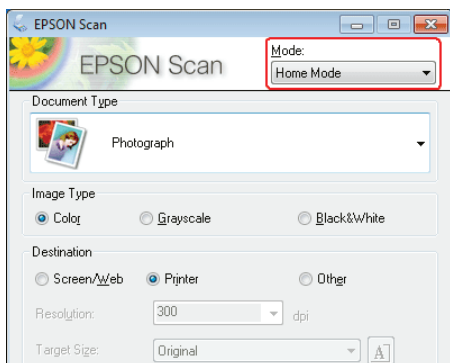 EPSON Scan
EPSON Scan
Mode:
Home Mode
Document Type
Photograph
Image Type
Color
Grayscale
Black&White
Destination
Screen/Web
Printer
Other
Resolution:
300
dpi
Target Size:
Original
A